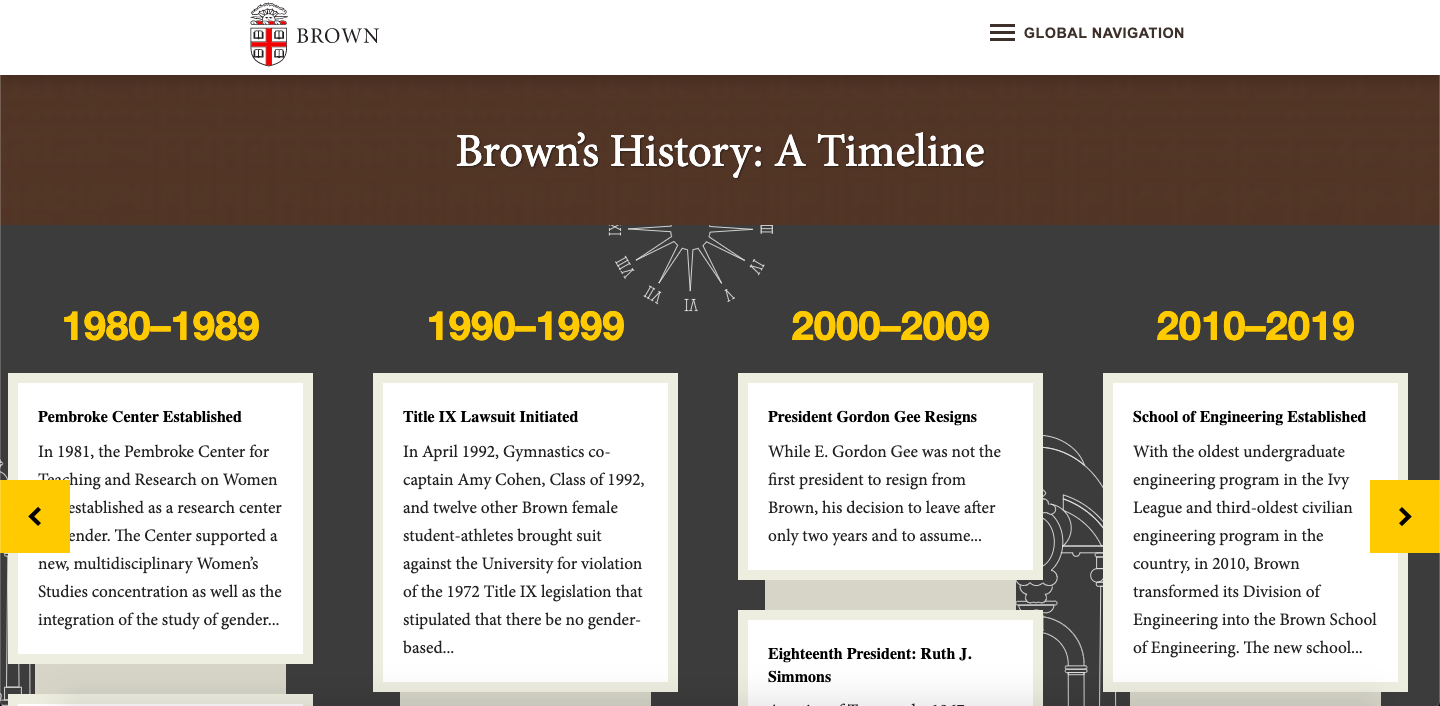 BROWN
GLOBAL NAVIGATION
Brown's History: A Timeline
IX
III
VIII
IV
VII
V
VI
1980–1989
1990–1999
2000–2009
2010–2019
Pembroke Center Established
In 1981, the Pembroke Center for
Teaching and Research on Women
established as a research center
ender. The Center supported a
new, multidisciplinary Women's
Studies concentration as well as the
integration of the study of gender...
Title IX Lawsuit Initiated
In April 1992, Gymnastics co-
captain Amy Cohen, Class of 1992,
and twelve other Brown female
student-athletes brought suit
against the University for violation
of the 1972 Title IX legislation that
stipulated that there be no gender-
based...
President Gordon Gee Resigns
While E. Gordon Gee was not the
first president to resign from
Brown, his decision to leave after
only two years and to assume...
Eighteenth President: Ruth J.
Simmons
School of Engineering Established
With the oldest undergraduate
engineering program in the Ivy
League and third-oldest civilian
engineering program in the
country, in 2010, Brown
transformed its Division of
Engineering into the Brown School
of Engineering. The new school...